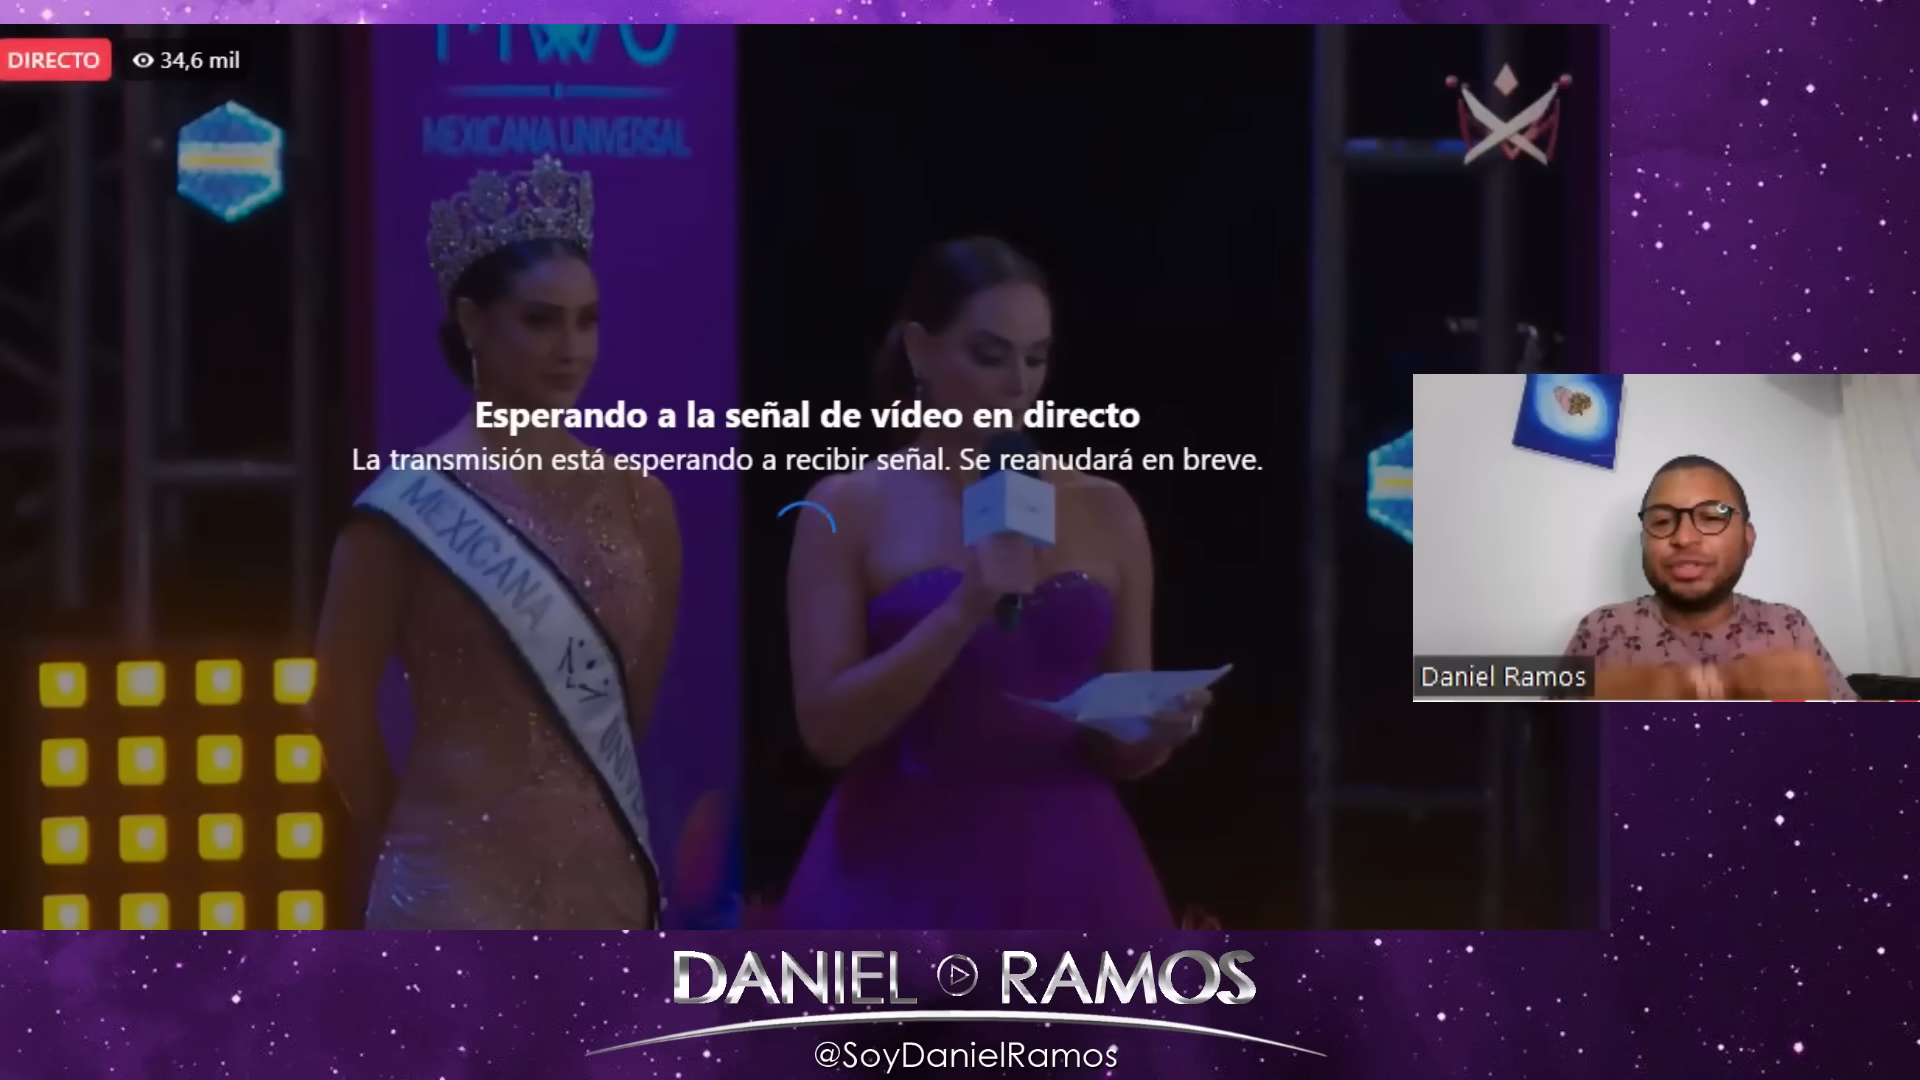 DIRECTO
34,6 mil
MEXICANA UNIVERSAL
Esperando a la señal de vídeo en directo
La transmisión está esperando a recibir señal. Se reanudará en breve.
MEXICANA
Daniel Ramos
DANIEL RAMOS
@SoyDanielRamos